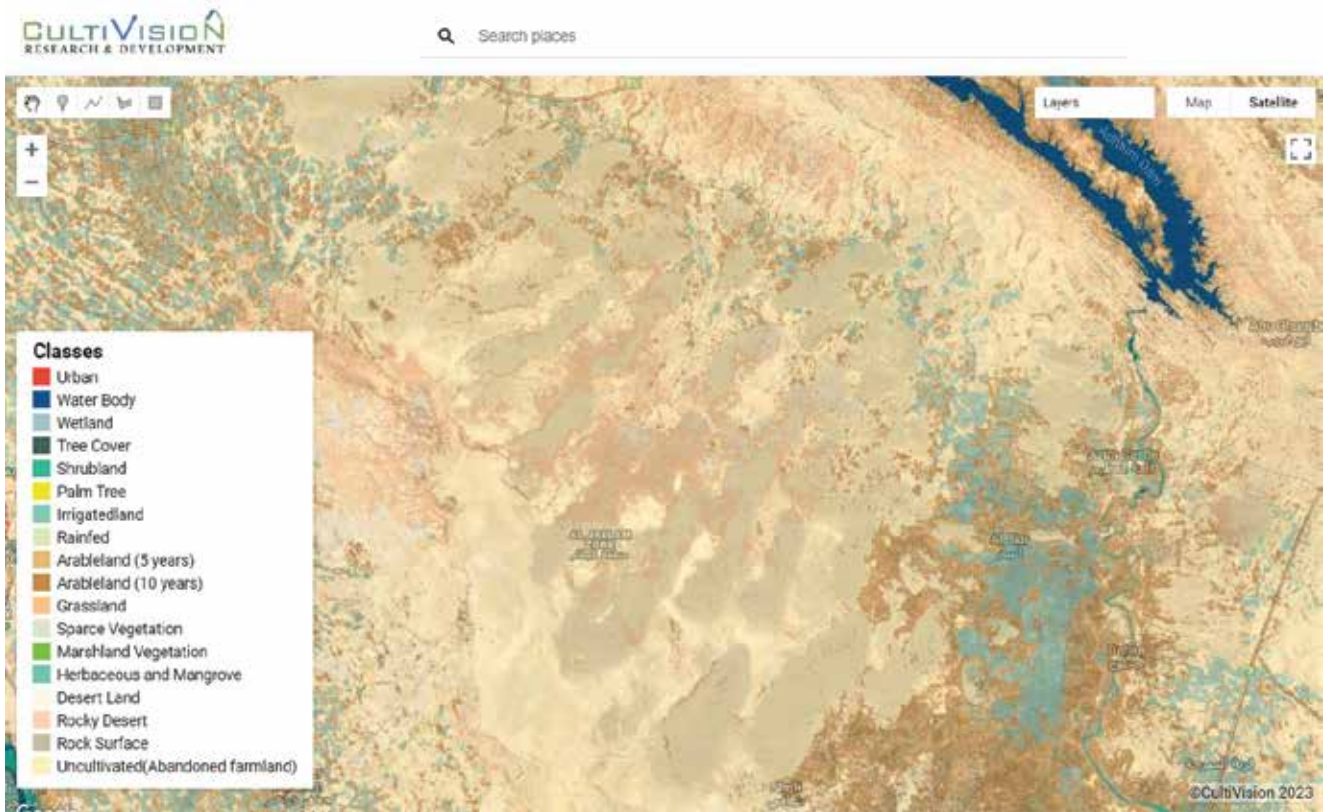 CULTIVISION
RESEARCH & DEVELOPMENT
Search places
Layers
Map
Satellite
Classes
Urban
Water Body
Wetland
Tree Cover
Shrubland
Palm Tree
Irrigatedland
Rainfed
Arableland (5 years)
Arableland (10 years)
Grassland
Sparce Vegetation
Marshland Vegetation
Herbaceous and Mangrove
Desert Land
Rocky Desert
Rock Surface
Uncultivated(Abandoned farmland)
©CultiVision 2023